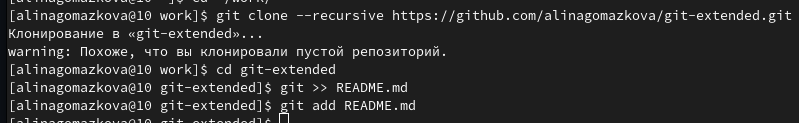 [alinagomazkova@10 work]$ git clone --recursive https://github.com/alinagomazkova/git-extended.git
Клонирование в «git-extended»...
warning: Похоже, что вы клонировали пустой репозиторий.
[alinagomazkova@10 work]$ cd git-extended
[alinagomazkova@10 git-extended]$ git >> README.md
[alinagomazkova@10 git-extended]$ git add README.md
[alinagomazkova@10 git-extended]$